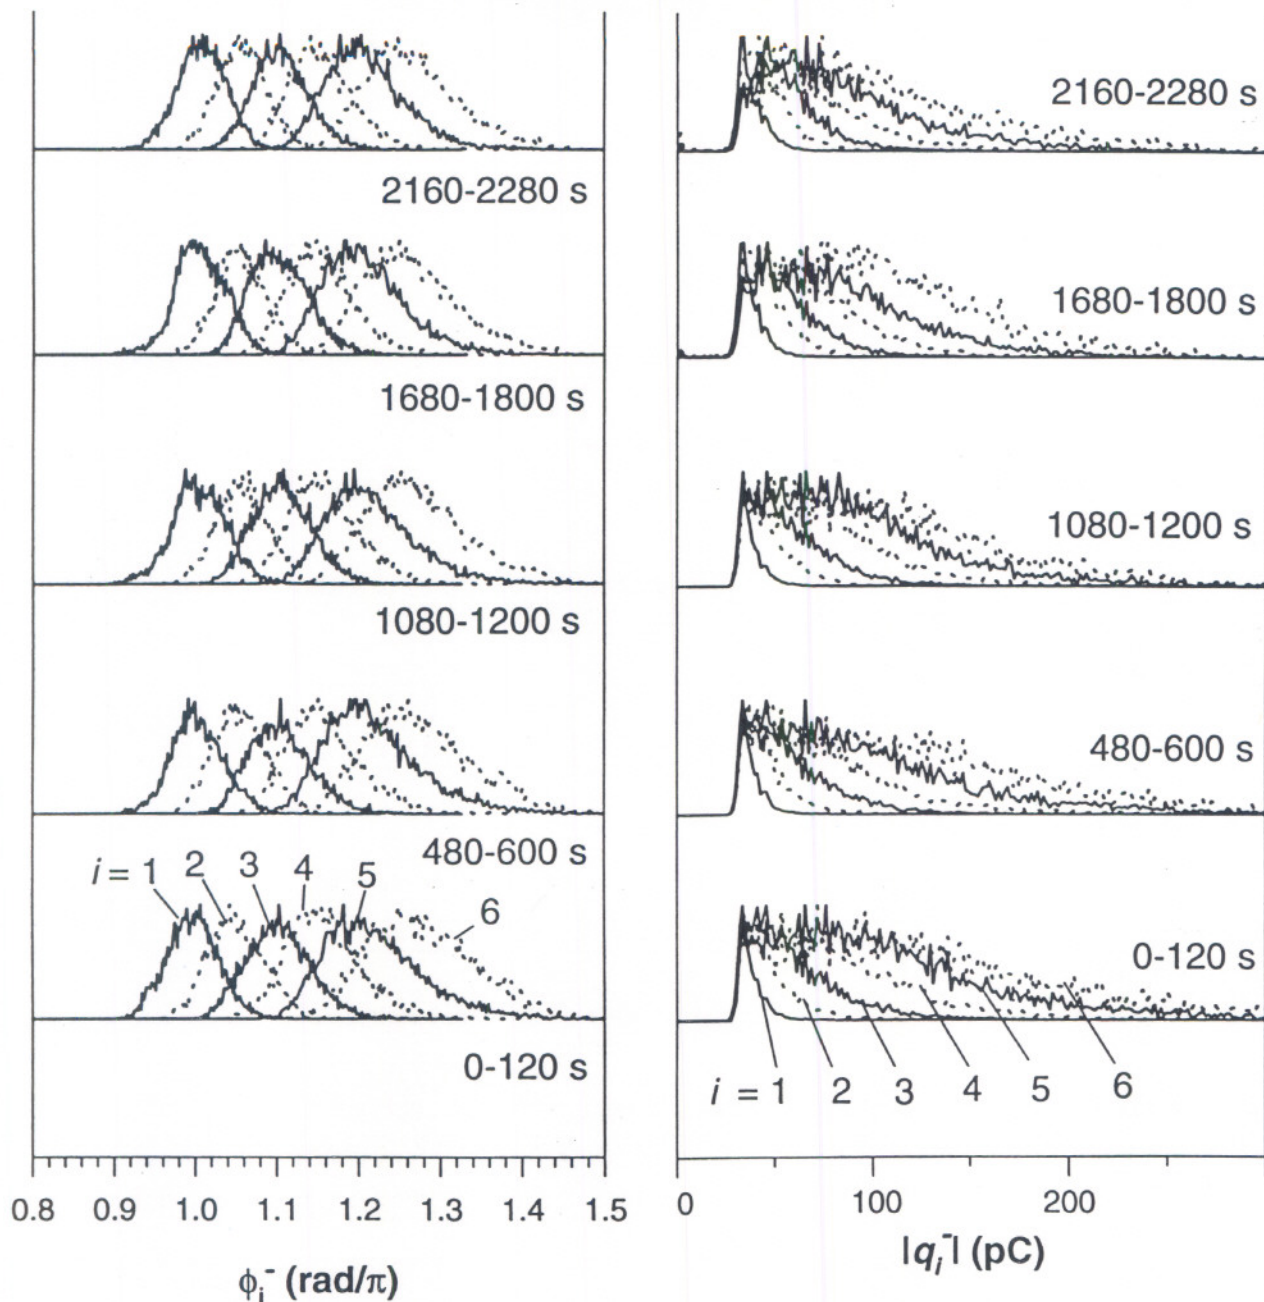 2160-2280 s
1680-1800 s
1080-1200 s
480-600 s
i = 1 2 3 4 5 6
0-120 s
0.8 0.9 1.0 1.1 1.2 1.3 1.4 1.5
ϕi- (rad/π)
2160-2280 s
1680-1800 s
1080-1200 s
480-600 s
0-120 s
i = 1 2 3 4 5 6
0 100 200
|qi-| (pC)